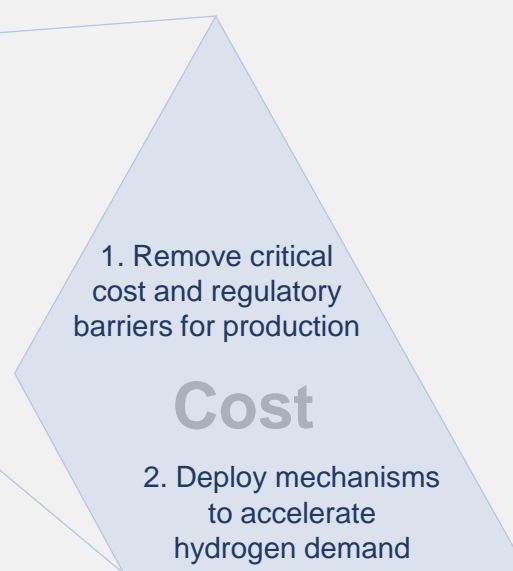 1. Remove critical
cost and regulatory
barriers for production
Cost
2. Deploy mechanisms
to accelerate
hydrogen demand